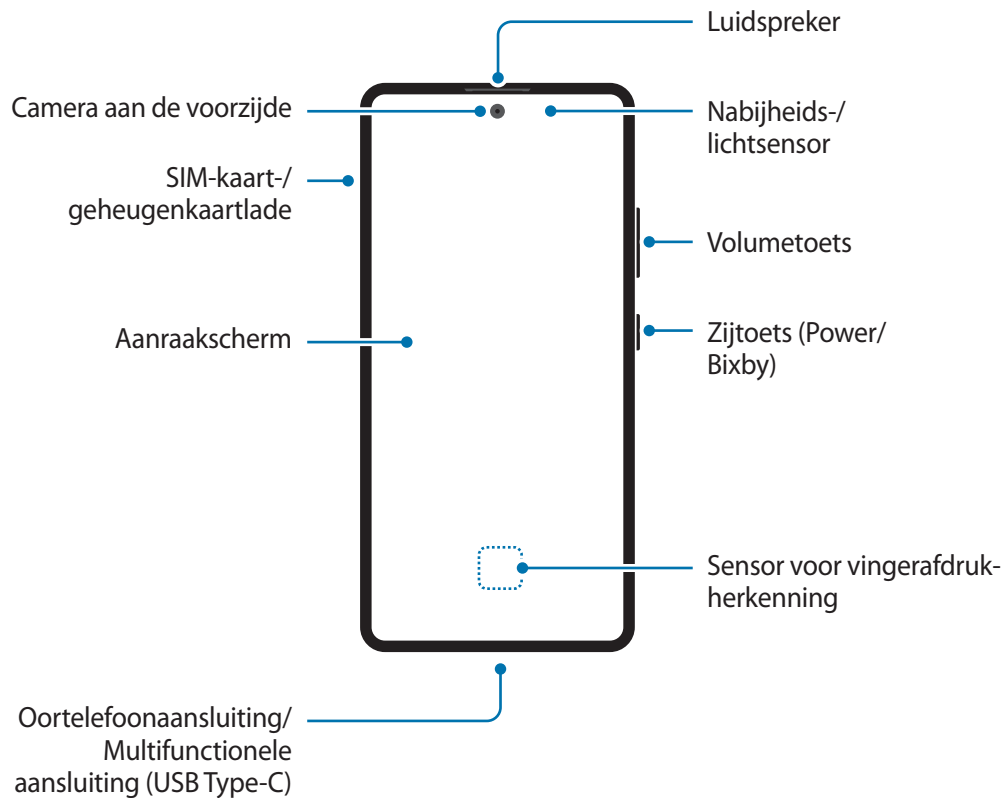 Luidspreker
Camera aan de voorzijde
Nabijheids-/
lichtsensor
SIM-kaart-/
geheugenkaartlade
Volumetoets
Aanraakscherm
Zijtoets (Power/
Bixby)
Sensor voor vingerafdruk-
herkenning
Oortelefoonaansluiting/
Multifunctionele
aansluiting (USB Type-C)